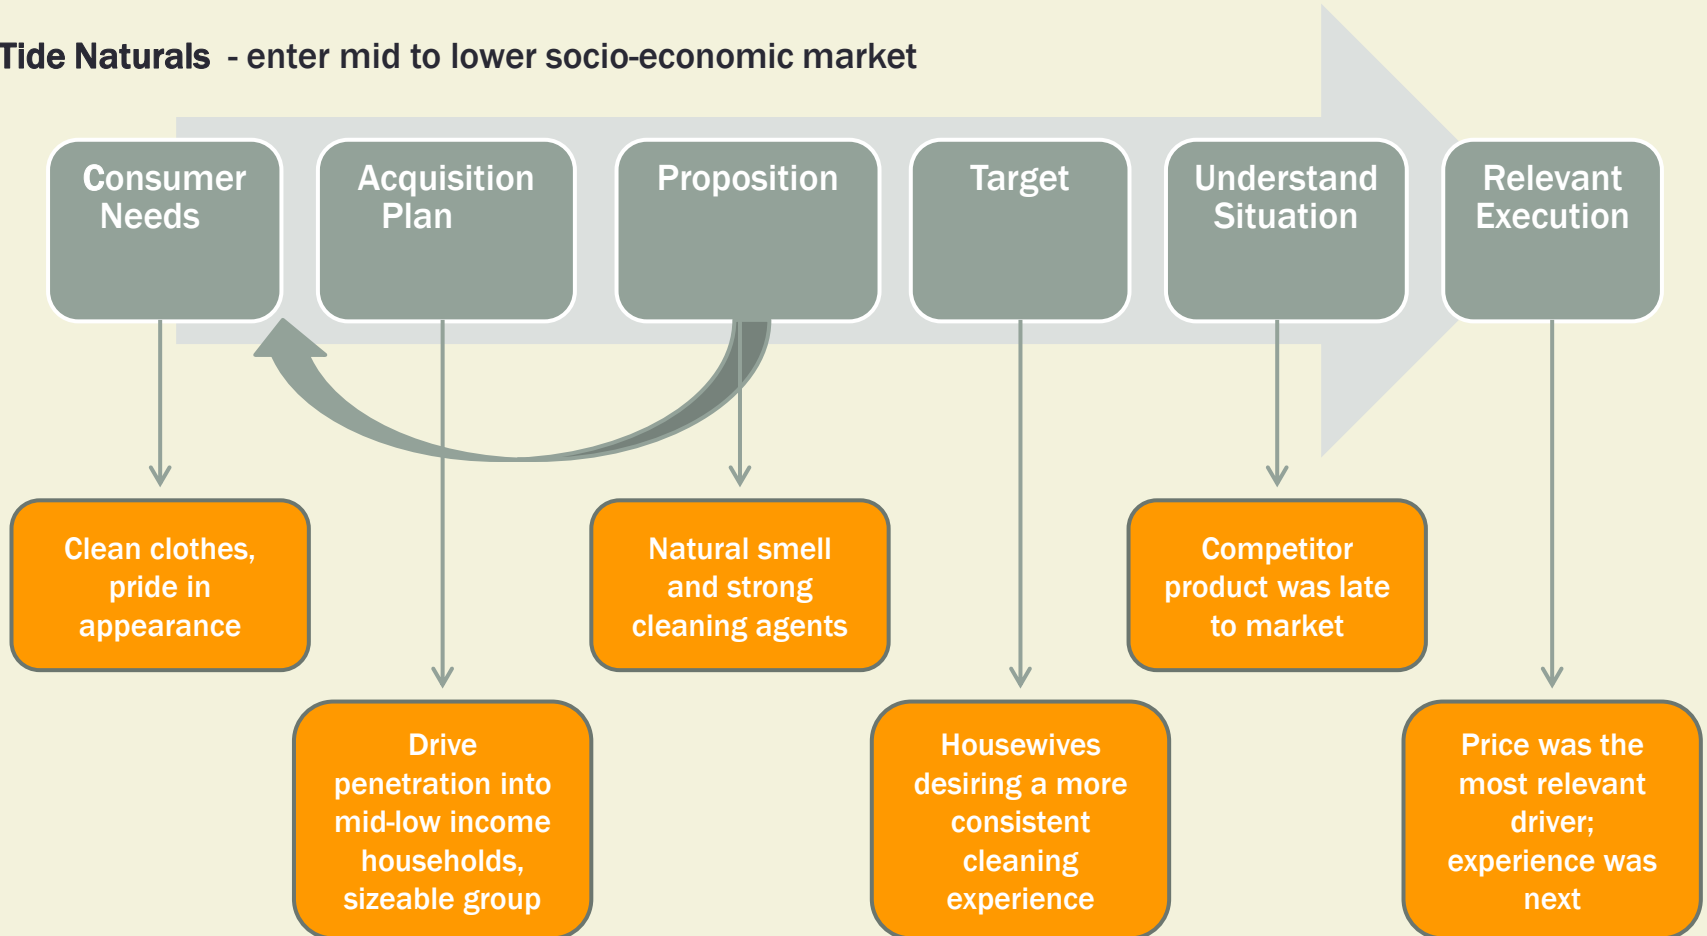 Tide Naturals - enter mid to lower socio-economic market
Consumer
Needs
Acquisition
Plan
Proposition
Target
Understand
Situation
Relevant
Execution
Clean clothes,
pride in
appearance
Natural smell
and strong
cleaning agents
Competitor
product was late
to market
Drive
penetration into
mid-low income
households,
sizeable group
Housewives
desiring a more
consistent
cleaning
experience
Price was the
most relevant
driver;
experience was
next